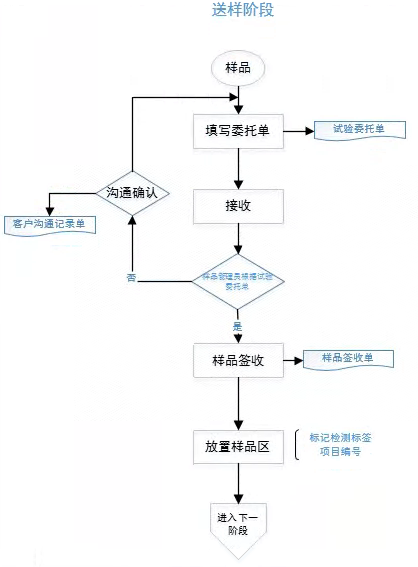 送样阶段
样品
填写委托单
试验委托单
沟通确认
接收
客户沟通记录单
样品管理员根据试验
委托单
否
是
样品签收
样品签收单
放置样品区
标记检测标签
项目编号
进入下一
阶段